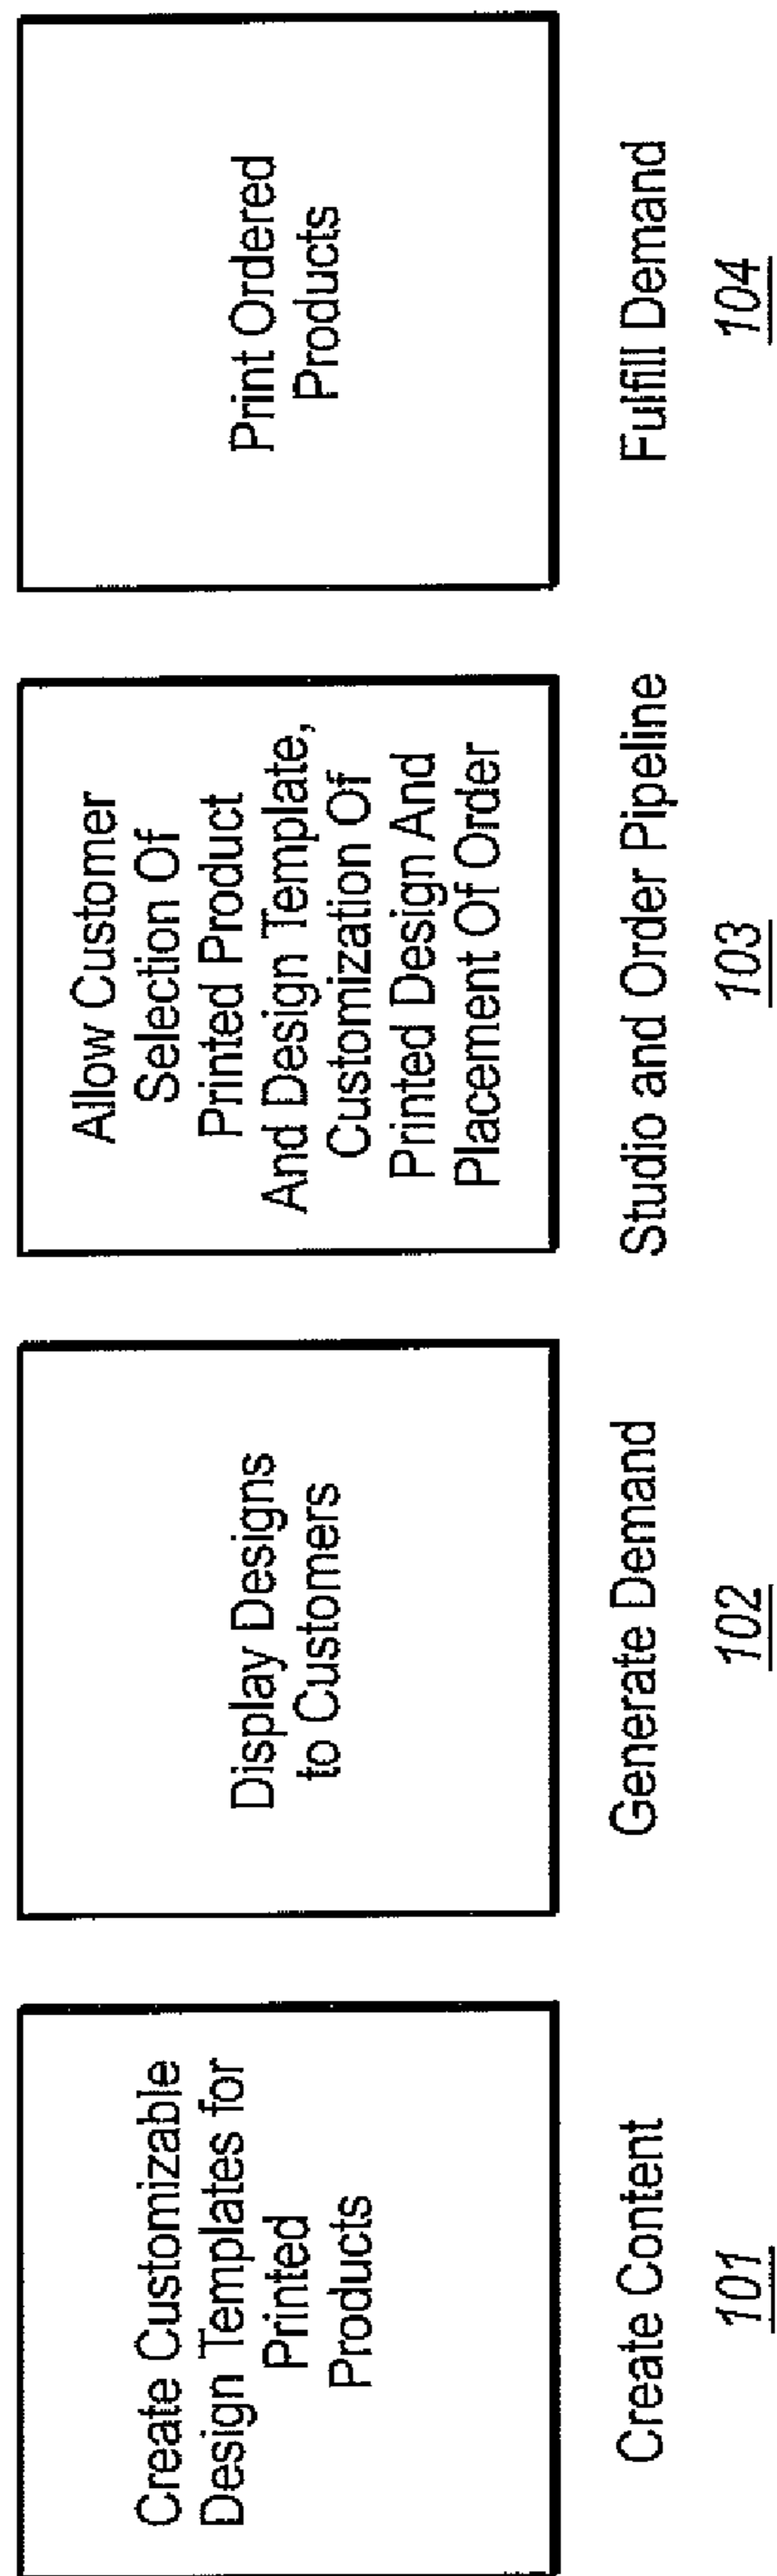 Create Customizable
Design Templates for
Printed
Products
Create Content
101
Display Designs
to Customers
Generate Demand
102
Allow Customer
Selection Of
Printed Product
And Design Template,
Customization Of
Printed Design And
Placement Of Order
Studio and Order Pipeline
103
Print Ordered
Products
Fulfill Demand
104